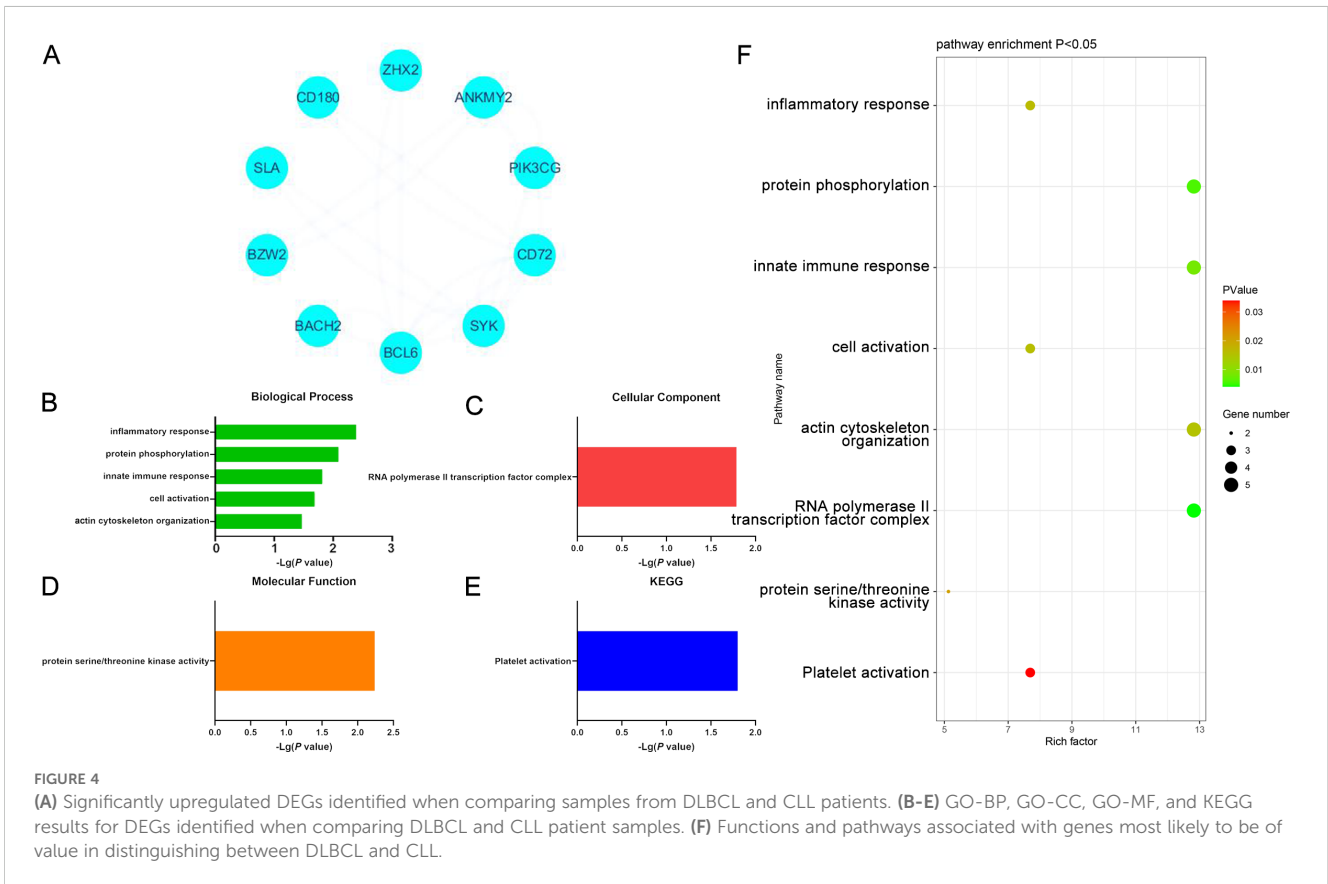 A
ZHX2
CD180
ANKMY2
SLA
PIK3CG
BZW2
CD72
BACH2
SYK
BCL6
B
Biological Process
inflammatory response
protein phosphorylation
innate immune response
cell activation
actin cytoskeleton organization
0 1 2 3
-Lg(P value)
C
Cellular Component
RNA polymerase II transcription factor complex
0.0 0.5 1.0 1.5 2.0
-Lg(P value)
D
Molecular Function
protein serine/threonine kinase activity
0.0 0.5 1.0 1.5 2.0 2.5
-Lg(P value)
E
KEGG
Platelet activation
0.0 0.5 1.0 1.5 2.0
-Lg(P value)
F
pathway enrichment P<0.05
Pathway name
inflammatory response
protein phosphorylation
innate immune response
cell activation
actin cytoskeleton
organization
RNA polymerase II
transcription factor complex
protein serine/threonine
kinase activity
Platelet activation
5 7 9 11 13
Rich factor
PValue
0.03
0.02
0.01
Gene number
2
3
4
5
FIGURE 4
(A) Significantly upregulated DEGs identified when comparing samples from DLBCL and CLL patients. (B-E) GO-BP, GO-CC, GO-MF, and KEGG
results for DEGs identified when comparing DLBCL and CLL patient samples. (F) Functions and pathways associated with genes most likely to be of
value in distinguishing between DLBCL and CLL.